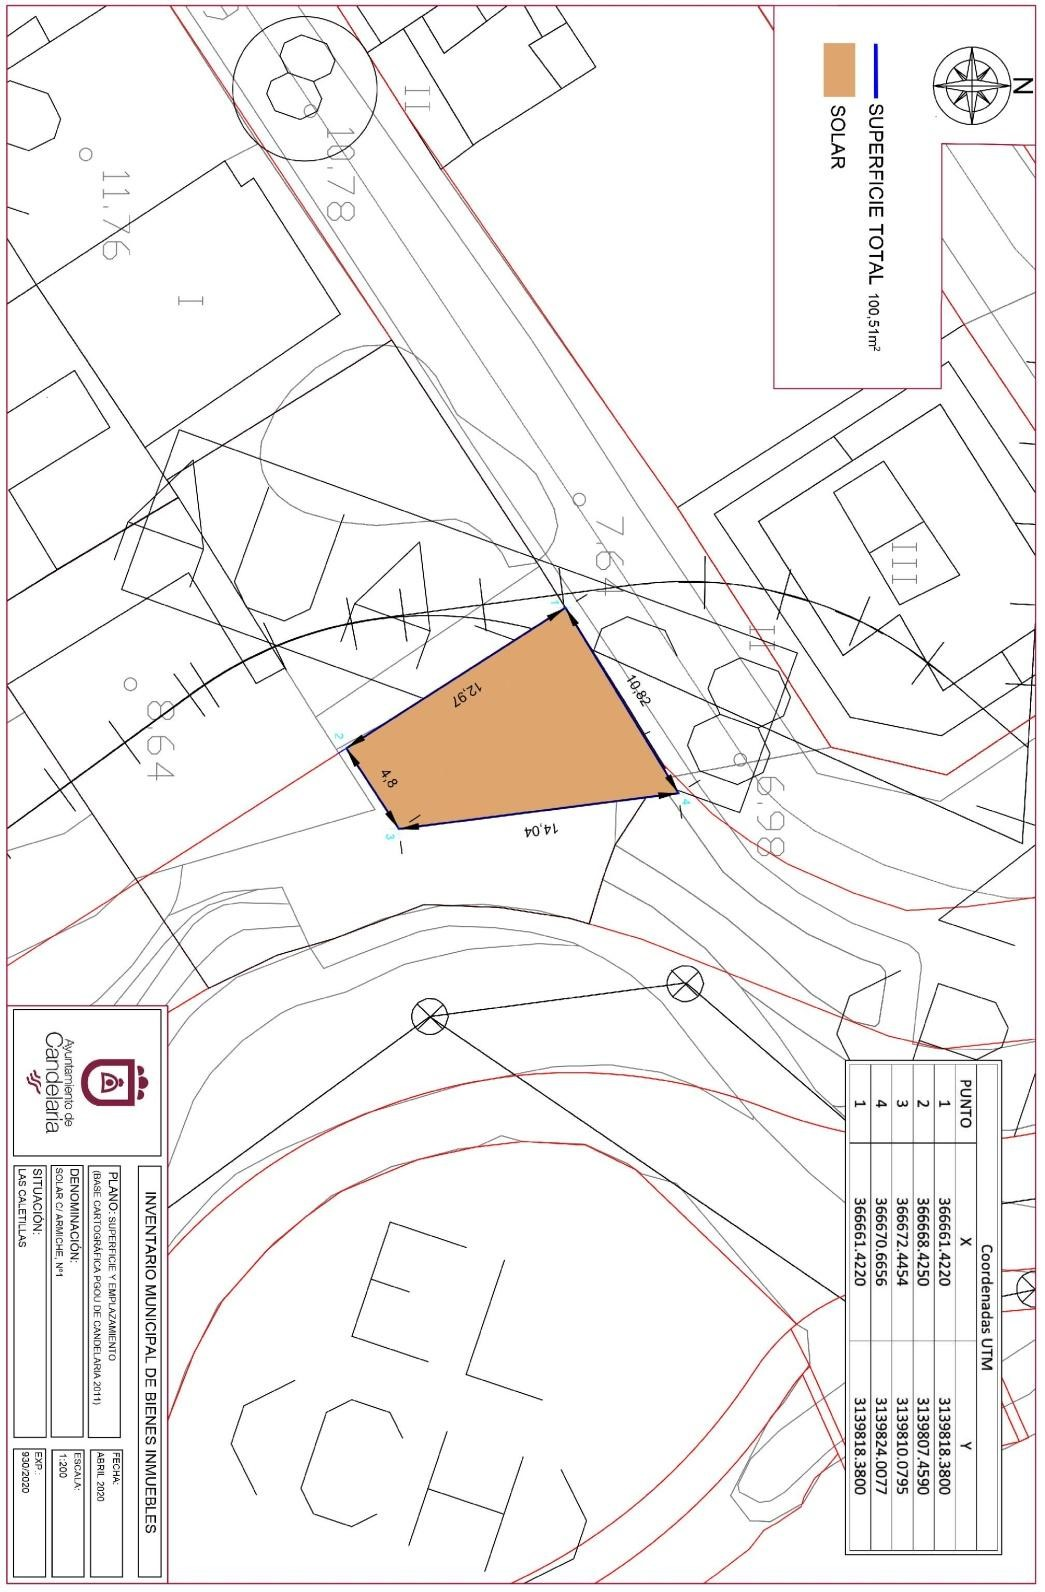 N
SUPERFICIE TOTAL 100,51m²
SOLAR
II
10.78
11.76
I
7.64
III
II
8.64
6.98
1
2
3
4
12,97
10,82
4,8
14,04
Coordenadas UTM
PUNTO X Y
1 366661.4220 3139818.3800
2 366668.4250 3139807.4590
3 366672.4454 3139810.0795
4 366670.6656 3139824.0077
1 366661.4220 3139818.3800
Ayuntamiento de
Candelaria
INVENTARIO MUNICIPAL DE BIENES INMUEBLES
PLANO: SUPERFICIE Y EMPLAZAMIENTO
(BASE CARTOGRÁFICA PGOU DE CANDELARIA 2011)
FECHA:
ABRIL 2020
DENOMINACIÓN:
SOLAR C/ ARMICHE, Nº1
ESCALA:
1:200
SITUACIÓN:
LAS CALETILLAS
EXP.:
930/2020